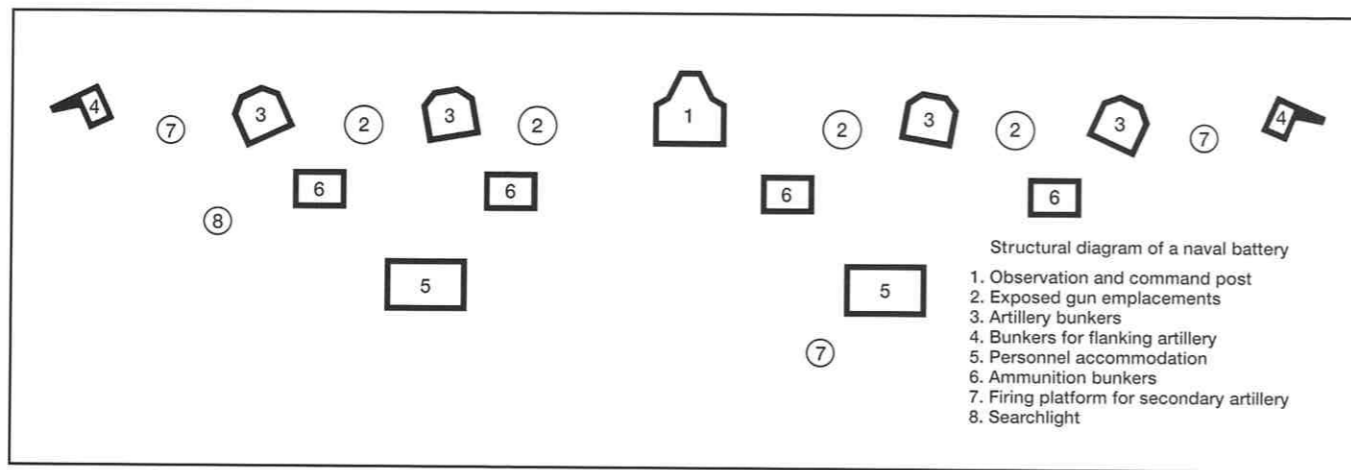 4 7 3 2 3 2 1 2 3 2 3 7 4
6 6 6 6
8
5 5
7
Structural diagram of a naval battery
1. Observation and command post
2. Exposed gun emplacements
3. Artillery bunkers
4. Bunkers for flanking artillery
5. Personnel accommodation
6. Ammunition bunkers
7. Firing platform for secondary artillery
8. Searchlight